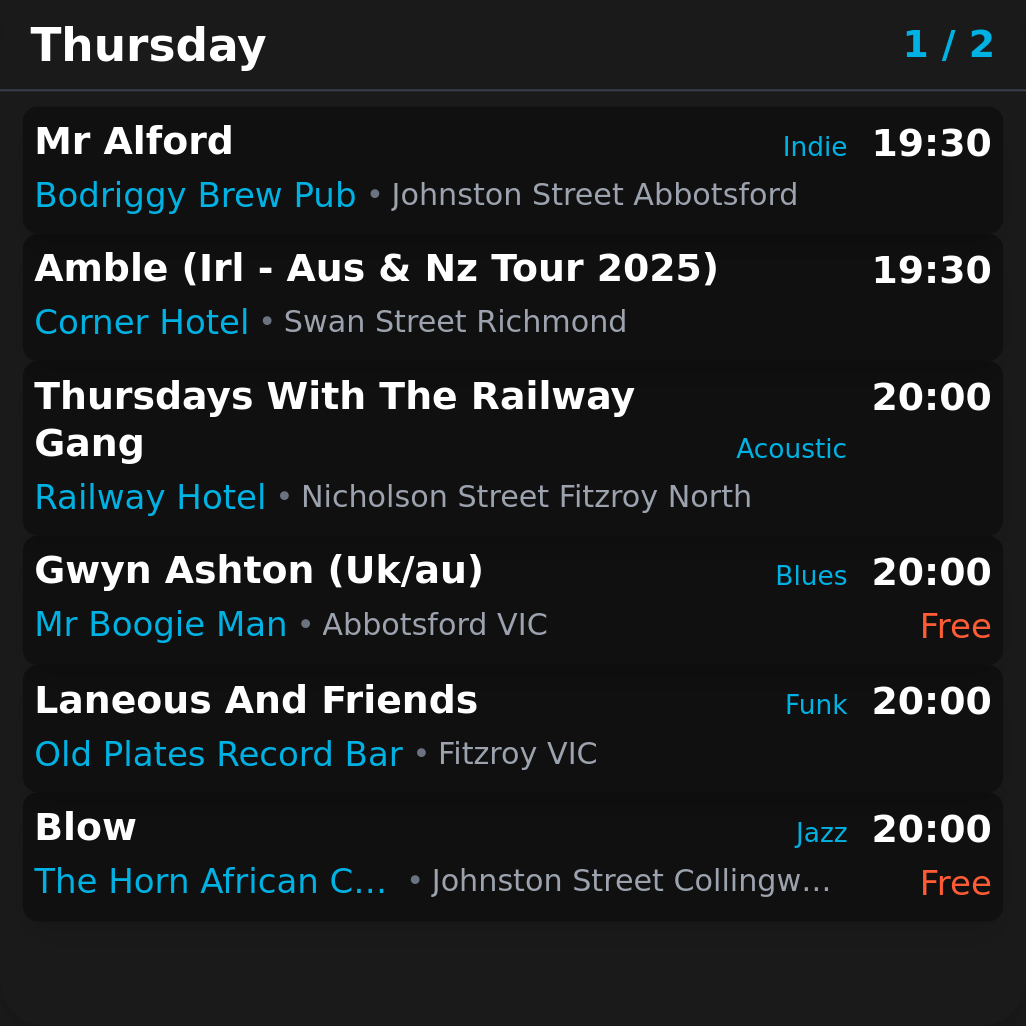 Thursday 1 / 2
Mr Alford Indie 19:30
Bodriggy Brew Pub • Johnston Street Abbotsford
Amble (Irl - Aus & Nz Tour 2025) 19:30
Corner Hotel • Swan Street Richmond
Thursdays With The Railway 20:00
Gang Acoustic
Railway Hotel • Nicholson Street Fitzroy North
Gwyn Ashton (Uk/au) Blues 20:00
Mr Boogie Man • Abbotsford VIC Free
Laneous And Friends Funk 20:00
Old Plates Record Bar • Fitzroy VIC
Blow Jazz 20:00
The Horn African C... • Johnston Street Collingw... Free